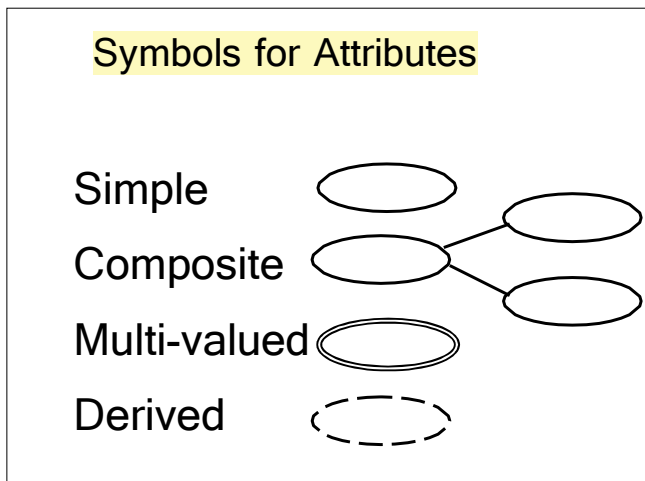 Symbols for Attributes
Simple
Composite
Multi-valued
Derived